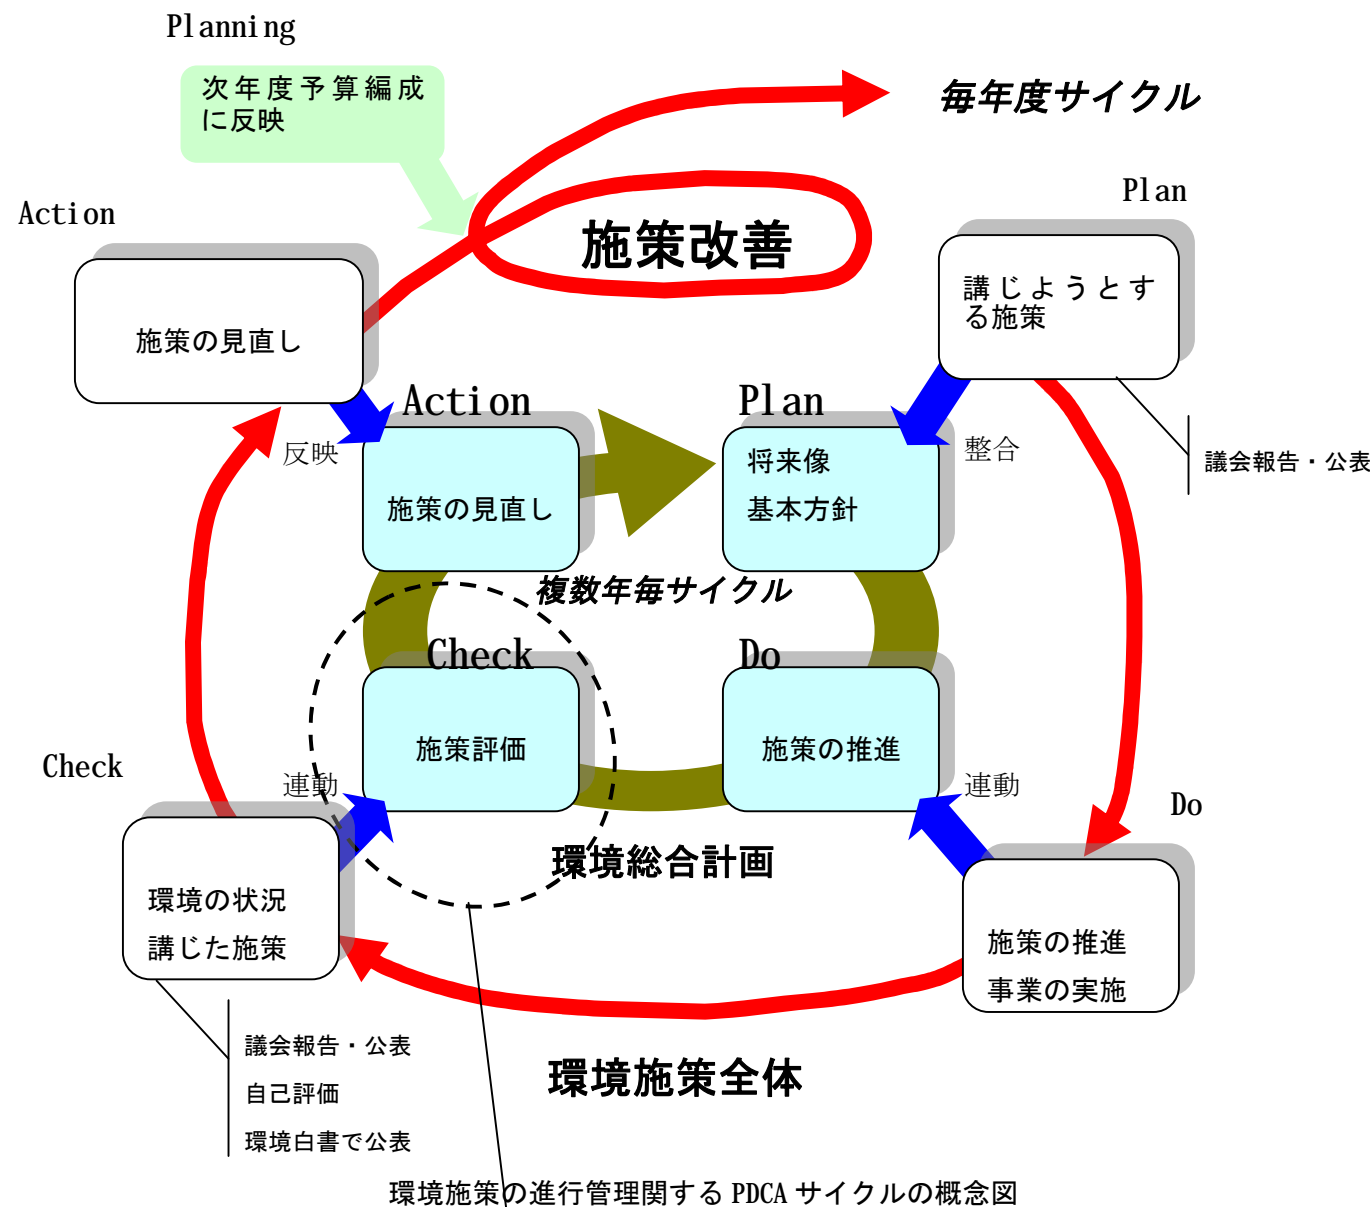 Planning
次年度予算編成
に反映
毎年度サイクル
Action
施策の見直し
施策改善
Plan
講じようとす
る施策
議会報告・公表
反映
Action
施策の見直し
Plan
将来像
基本方針
整合
複数年毎サイクル
Check
施策評価
Do
施策の推進
連動
連動
環境総合計画
Check
環境の状況
講じた施策
Do
施策の推進
事業の実施
議会報告・公表
自己評価
環境白書で公表
環境施策全体
環境施策の進行管理関する PDCA サイクルの概念図